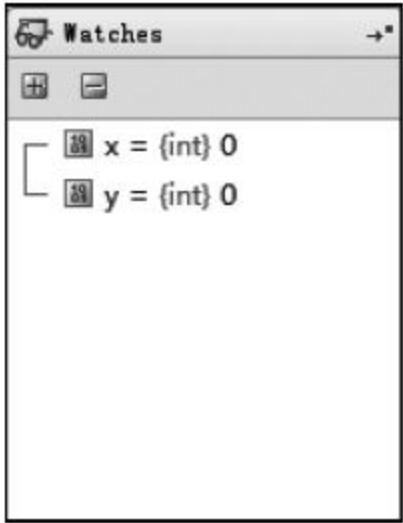 Watches
x = {int} 0
y = {int} 0